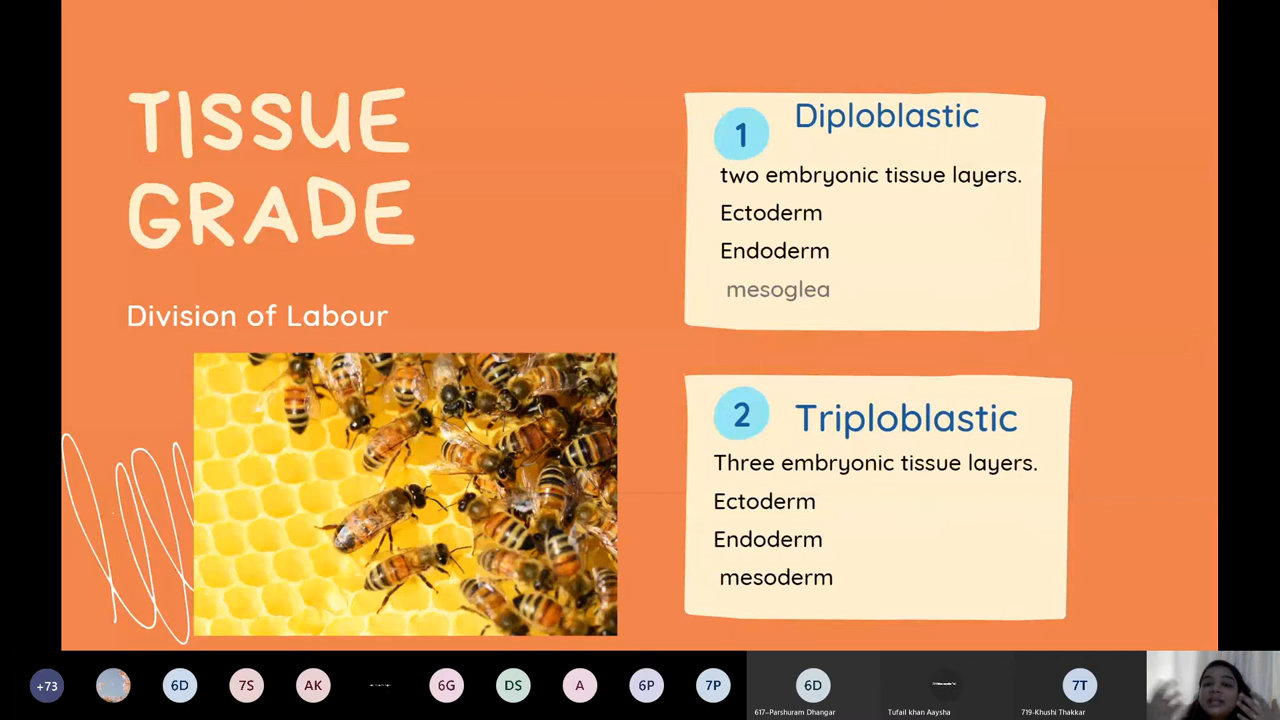 TISSUE
GRADE
Division of Labour
1
Diploblastic
two embryonic tissue layers.
Ectoderm
Endoderm
mesoglea
2
Triploblastic
Three embryonic tissue layers.
Ectoderm
Endoderm
mesoderm
+73
6D
7S
AK
6G
DS
A
6P
7P
6D
617-Parshuram Dhangar
Tufail khan Aaysha
7T
719-Khushi Thakkar